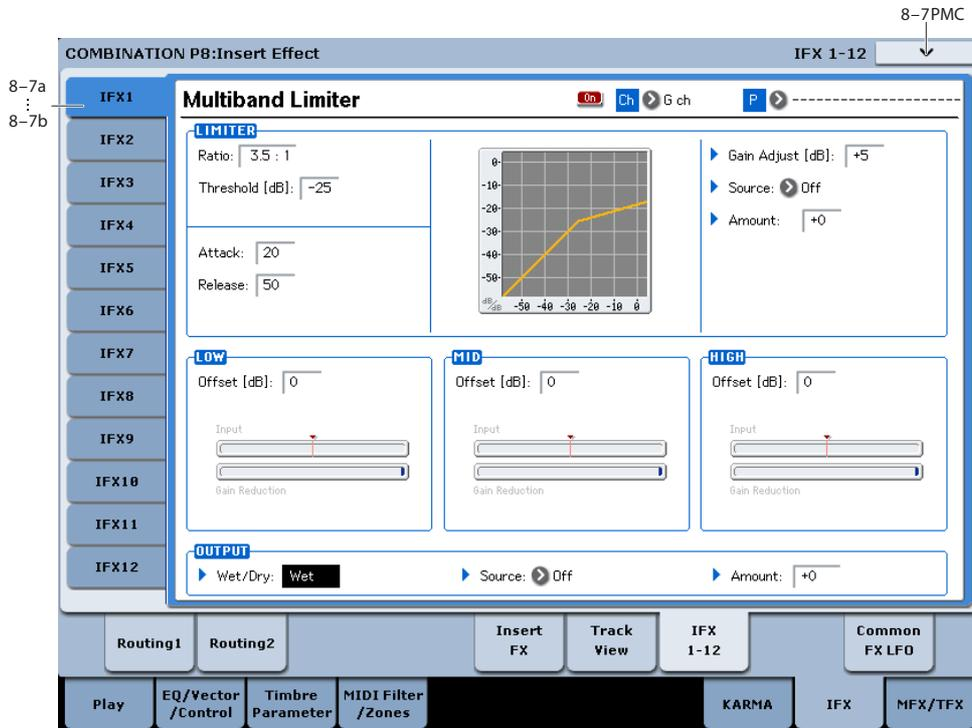 8–7PMC
COMBINATION P8:Insert Effect IFX 1-12
8–7a
⋮
8–7b
IFX1
IFX2
IFX3
IFX4
IFX5
IFX6
IFX7
IFX8
IFX9
IFX10
IFX11
IFX12
Multiband Limiter On Ch G ch P --------------------
LIMITER
Ratio: 3.5 : 1
Threshold [dB]: -25
Attack: 20
Release: 50
0-
-10-
-20-
-30-
-40-
-50-
dB/dB -50 -40 -30 -20 -10 0
Gain Adjust [dB]: +5
Source: Off
Amount: +0
LOW
Offset [dB]: 0
Input
Gain Reduction
MID
Offset [dB]: 0
Input
Gain Reduction
HIGH
Offset [dB]: 0
Input
Gain Reduction
OUTPUT
Wet/Dry: Wet Source: Off Amount: +0
Routing1
Routing2
Insert
FX
Track
View
IFX
1-12
Common
FX LFO
Play
EQ/Vector
/Control
Timbre
Parameter
MIDI Filter
/Zones
KARMA
IFX
MFX/TFX